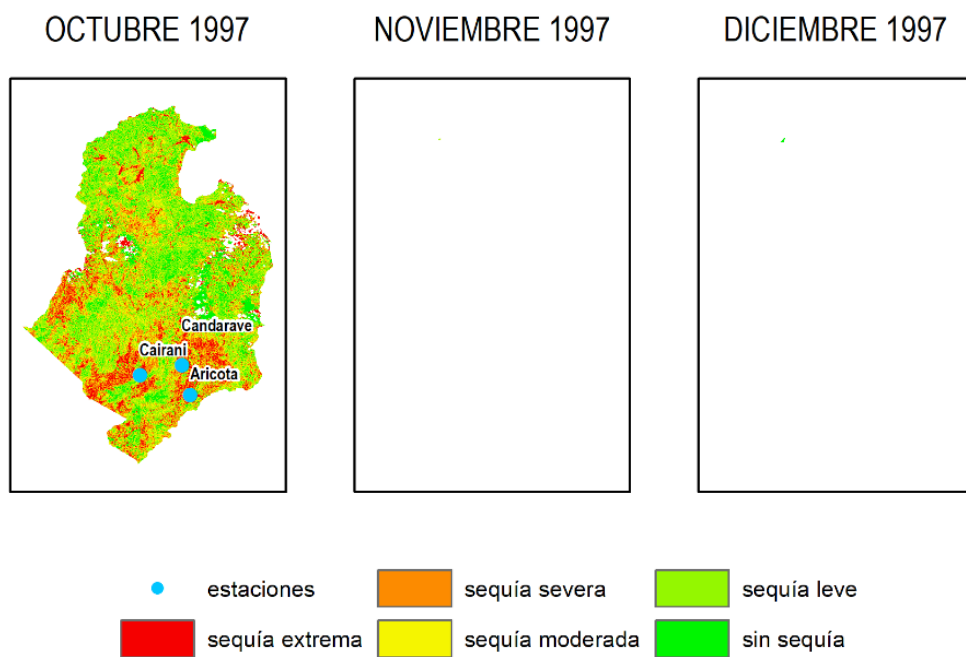 OCTUBRE 1997 NOVIEMBRE 1997 DICIEMBRE 1997
Candarave
Cairani
Aricota
estaciones sequía severa sequía leve
sequía extrema sequía moderada sin sequía